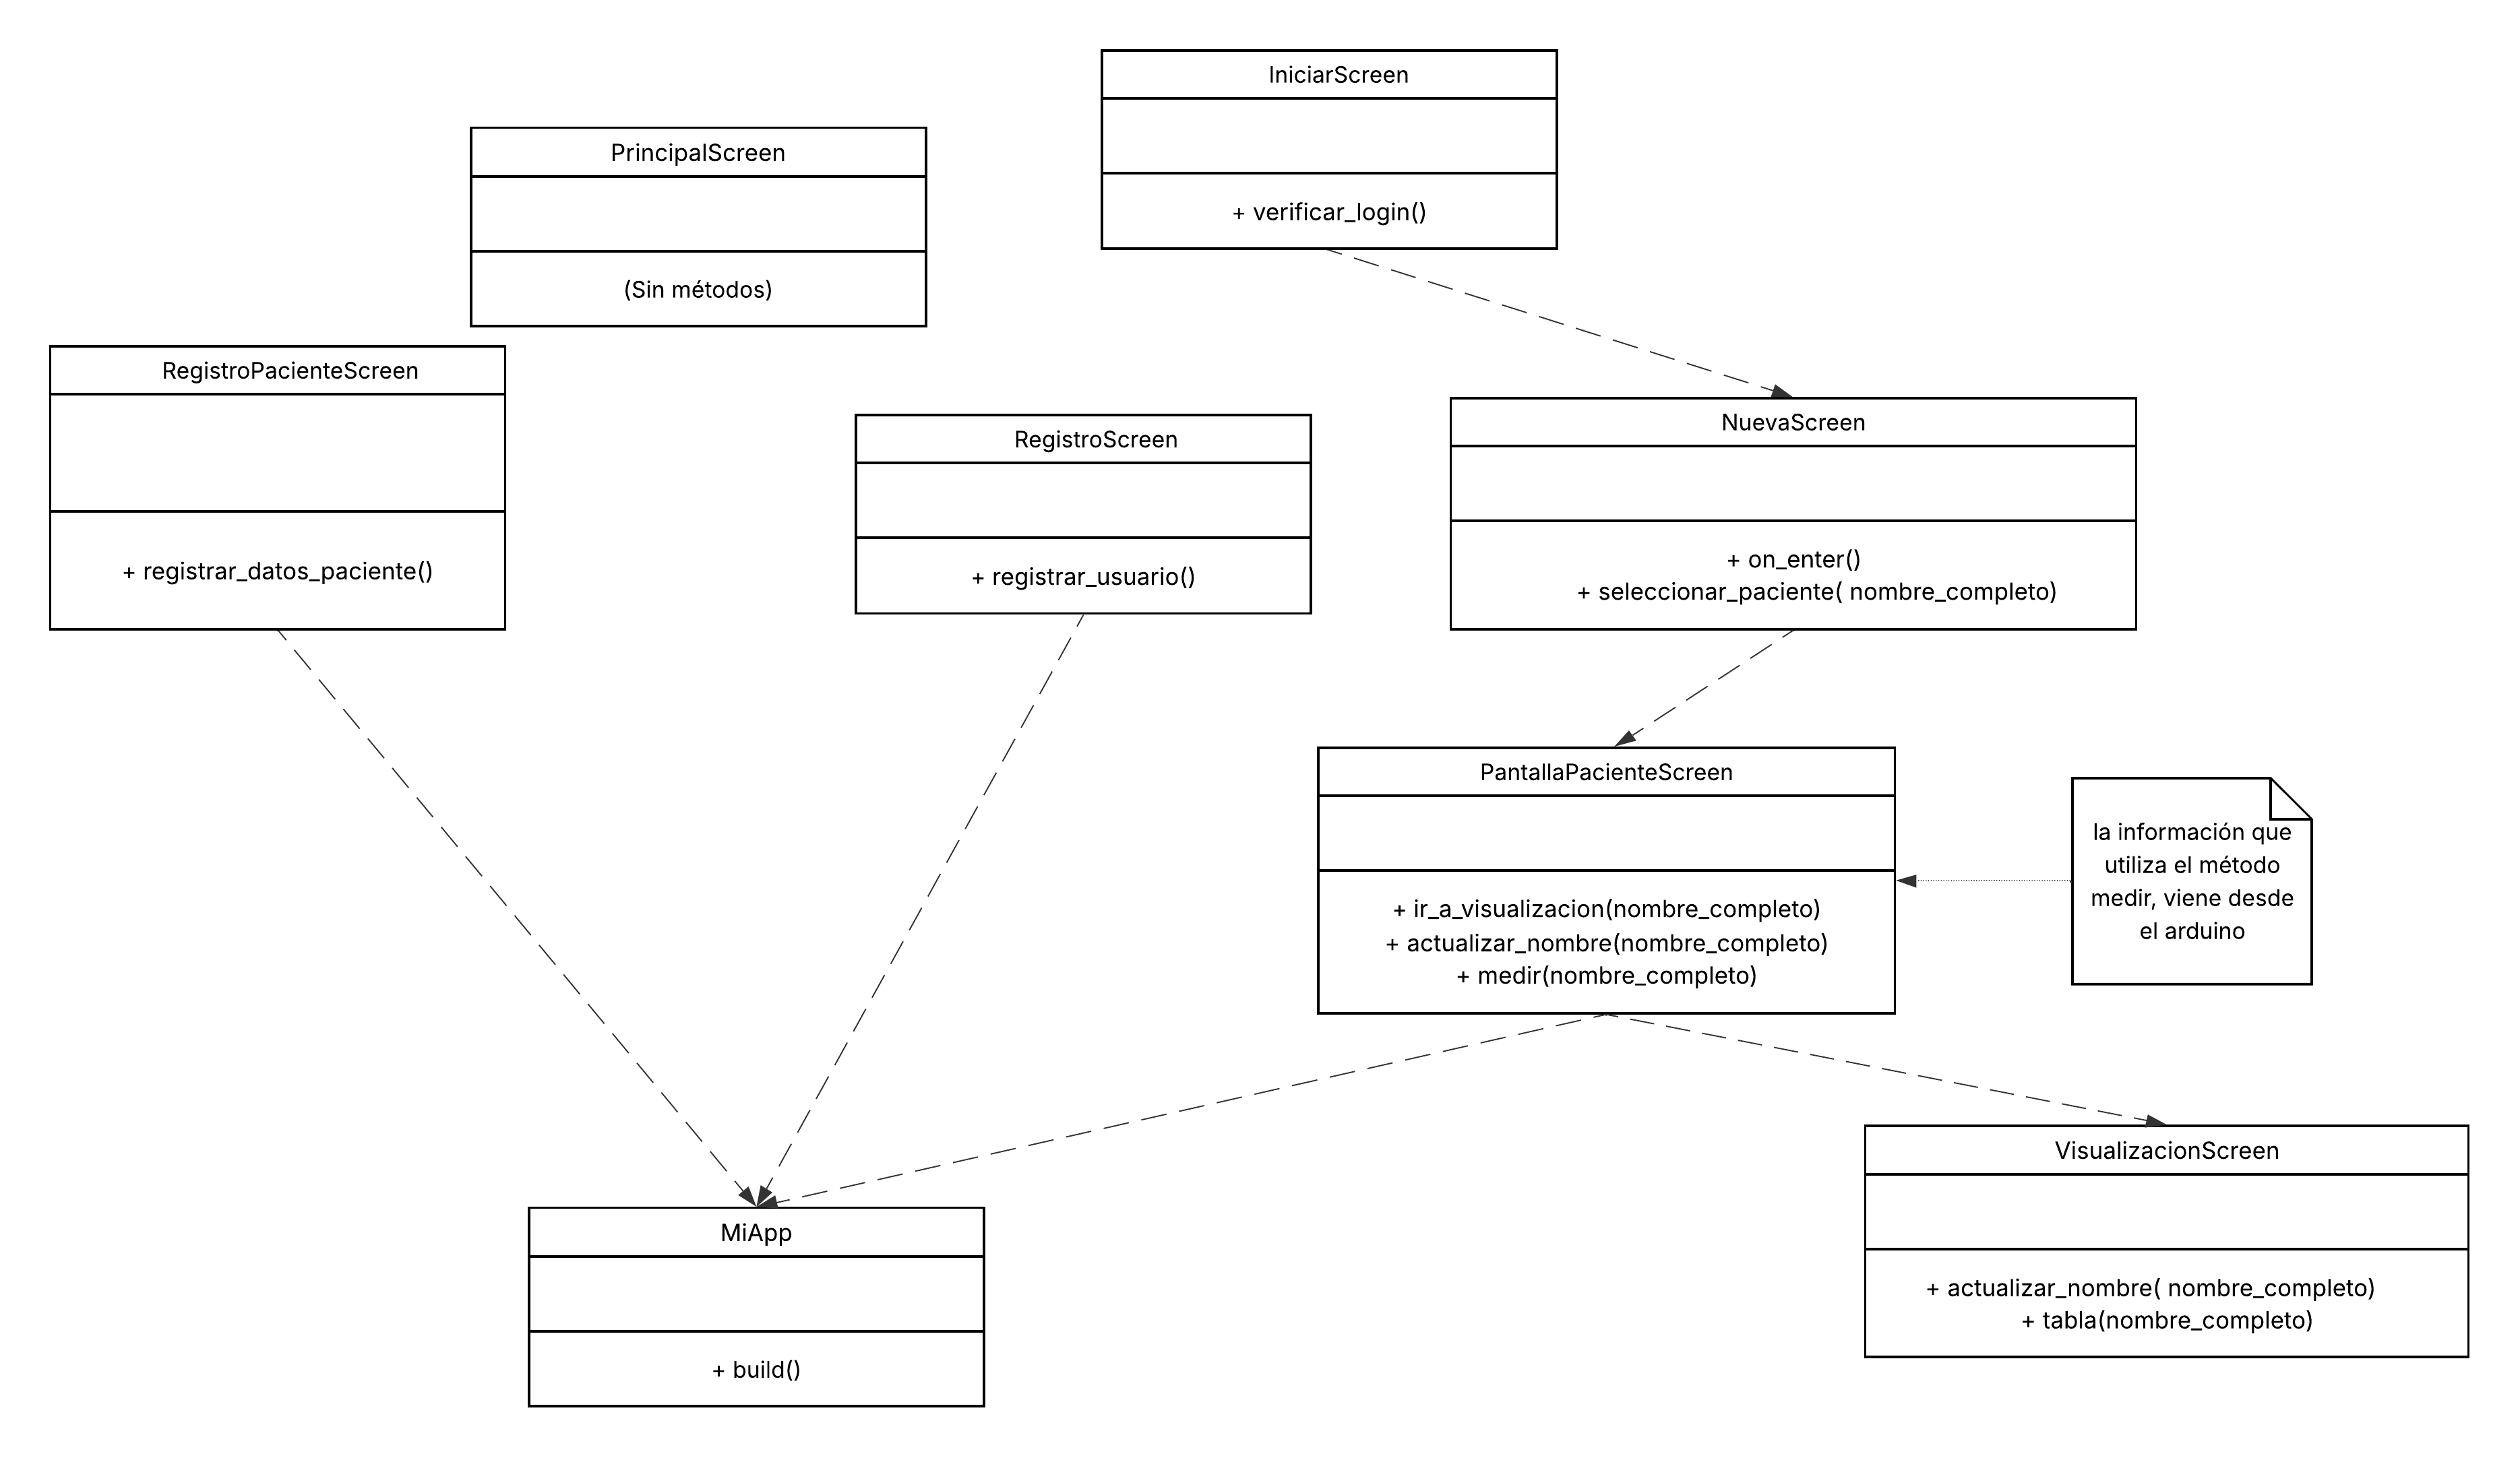 IniciarScreen
+ verificar_login()
PrincipalScreen
(Sin métodos)
RegistroPacienteScreen
+ registrar_datos_paciente()
RegistroScreen
+ registrar_usuario()
NuevaScreen
+ on_enter()
+ seleccionar_paciente( nombre_completo)
PantallaPacienteScreen
+ ir_a_visualizacion(nombre_completo)
+ actualizar_nombre(nombre_completo)
+ medir(nombre_completo)
la información que
utiliza el método
medir, viene desde
el arduino
VisualizacionScreen
+ actualizar_nombre( nombre_completo)
+ tabla(nombre_completo)
MiApp
+ build()